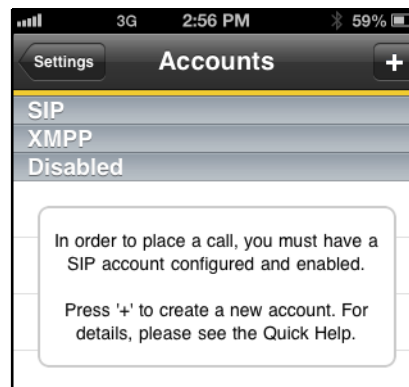 3G 2:56 PM 59%
Settings Accounts +
SIP
XMPP
Disabled
In order to place a call, you must have a
SIP account configured and enabled.
Press '+' to create a new account. For
details, please see the Quick Help.